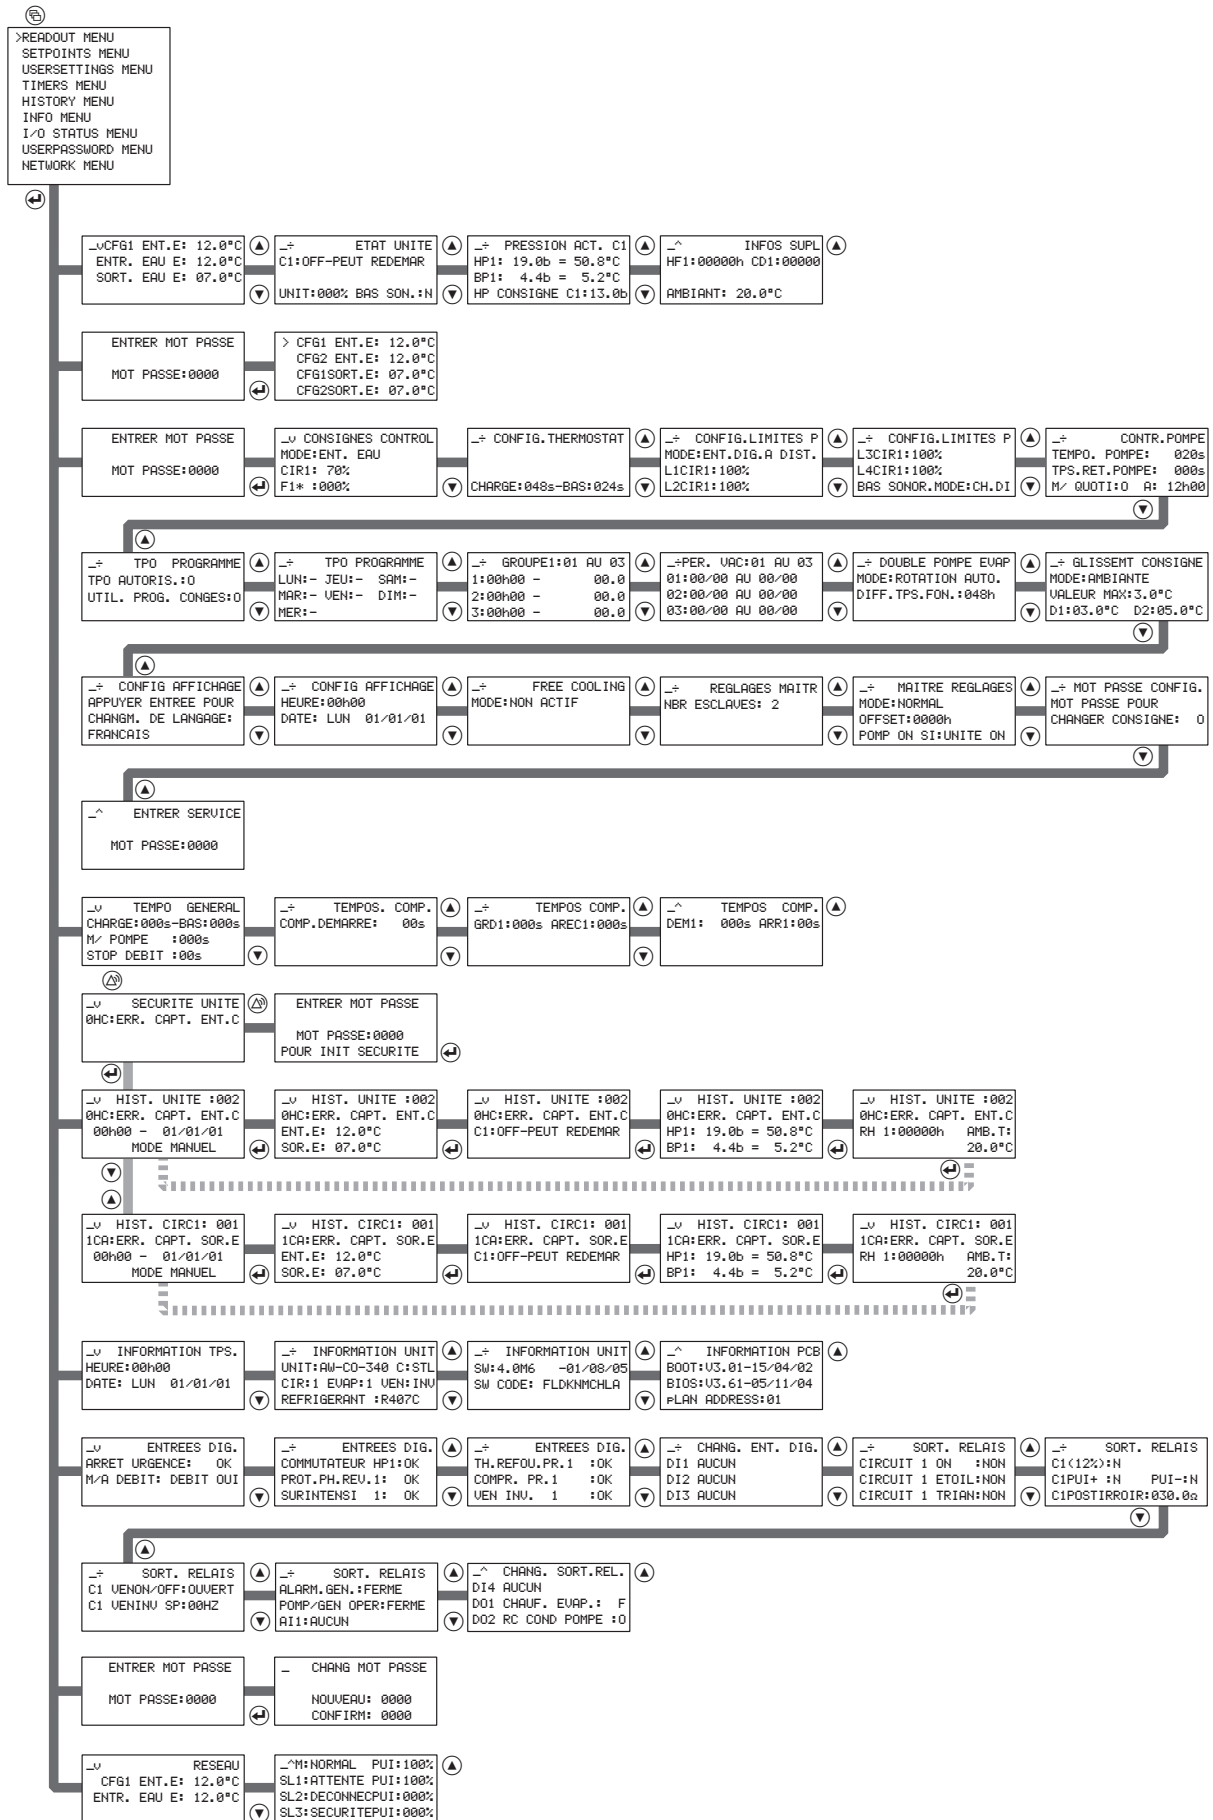 >READOUT MENU
SETPOINTS MENU
USERSETTINGS MENU
TIMERS MENU
HISTORY MENU
INFO MENU
I/O STATUS MENU
USERPASSWORD MENU
NETWORK MENU
_vCFG1 ENT.E: 12.0°C
ENTR. EAU E: 12.0°C
SORT. EAU E: 07.0°C
_÷ ETAT UNITE
C1:OFF-PEUT REDEMAR
UNIT:000% BAS SON.:N
_÷ PRESSION ACT. C1
HP1: 19.0b = 50.8°C
BP1: 4.4b = 5.2°C
HP CONSIGNE C1:13.0b
_^ INFOS SUPL
HF1:00000h CD1:00000
AMBIANT: 20.0°C
ENTRER MOT PASSE
MOT PASSE:0000
> CFG1 ENT.E: 12.0°C
CFG2 ENT.E: 12.0°C
CFG1SORT.E: 07.0°C
CFG2SORT.E: 07.0°C
ENTRER MOT PASSE
MOT PASSE:0000
_v CONSIGNES CONTROL
MODE:ENT. EAU
CIR1: 70%
F1* :000%
_÷ CONFIG.THERMOSTAT
CHARGE:048s-BAS:024s
_÷ CONFIG.LIMITES P
MODE:ENT.DIG.A DIST.
L1CIR1:100%
L2CIR1:100%
_÷ CONFIG.LIMITES P
L3CIR1:100%
L4CIR1:100%
BAS SONOR.MODE:CH.DI
_÷ CONTR.POMPE
TEMPO. POMPE: 020s
TPS.RET.POMPE: 000s
M/ QUOTI:O A: 12h00
_÷ TPO PROGRAMME
TPO AUTORIS.:O
UTIL. PROG. CONGES:O
_÷ TPO PROGRAMME
LUN:- JEU:- SAM:-
MAR:- VEN:- DIM:-
MER:-
_÷ GROUPE1:01 AU 03
1:00h00 - 00.0
2:00h00 - 00.0
3:00h00 - 00.0
_÷PER. VAC:01 AU 03
01:00/00 AU 00/00
02:00/00 AU 00/00
03:00/00 AU 00/00
_÷ DOUBLE POMPE EVAP
MODE:ROTATION AUTO.
DIFF.TPS.FON.:048h
_÷ GLISSEMT CONSIGNE
MODE:AMBIANTE
VALEUR MAX:3.0°C
D1:03.0°C D2:05.0°C
_÷ CONFIG AFFICHAGE
APPUYER ENTREE POUR
CHANGM. DE LANGAGE:
FRANCAIS
_÷ CONFIG AFFICHAGE
HEURE:00h00
DATE: LUN 01/01/01
_÷ FREE COOLING
MODE:NON ACTIF
_÷ REGLAGES MAITR
NBR ESCLAVES: 2
_÷ MAITRE REGLAGES
MODE:NORMAL
OFFSET:0000h
POMP ON SI:UNITE ON
_÷ MOT PASSE CONFIG.
MOT PASSE POUR
CHANGER CONSIGNE: O
_^ ENTRER SERVICE
MOT PASSE:0000
_v TEMPO GENERAL
CHARGE:000s-BAS:000s
M/ POMPE :000s
STOP DEBIT :00s
_÷ TEMPOS. COMP.
COMP.DEMARRE: 00s
_÷ TEMPOS COMP.
GRD1:000s AREC1:000s
_^ TEMPOS COMP.
DEM1: 000s ARR1:00s
_v SECURITE UNITE
0HC:ERR. CAPT. ENT.C
ENTRER MOT PASSE
MOT PASSE:0000
POUR INIT SECURITE
_v HIST. UNITE :002
0HC:ERR. CAPT. ENT.C
00h00 - 01/01/01
MODE MANUEL
_v HIST. UNITE :002
0HC:ERR. CAPT. ENT.C
ENT.E: 12.0°C
SOR.E: 07.0°C
_v HIST. UNITE :002
0HC:ERR. CAPT. ENT.C
C1:OFF-PEUT REDEMAR
_v HIST. UNITE :002
0HC:ERR. CAPT. ENT.C
HP1: 19.0b = 50.8°C
BP1: 4.4b = 5.2°C
_v HIST. UNITE :002
0HC:ERR. CAPT. ENT.C
RH 1:00000h AMB.T:
20.0°C
_v HIST. CIRC1: 001
1CA:ERR. CAPT. SOR.E
00h00 - 01/01/01
MODE MANUEL
_v HIST. CIRC1: 001
1CA:ERR. CAPT. SOR.E
ENT.E: 12.0°C
SOR.E: 07.0°C
_v HIST. CIRC1: 001
1CA:ERR. CAPT. SOR.E
C1:OFF-PEUT REDEMAR
_v HIST. CIRC1: 001
1CA:ERR. CAPT. SOR.E
HP1: 19.0b = 50.8°C
BP1: 4.4b = 5.2°C
_v HIST. CIRC1: 001
1CA:ERR. CAPT. SOR.E
RH 1:00000h AMB.T:
20.0°C
_v INFORMATION TPS.
HEURE:00h00
DATE: LUN 01/01/01
_÷ INFORMATION UNIT
UNIT:AW-CO-340 C:STL
CIR:1 EVAP:1 VEN:INV
REFRIGERANT :R407C
_÷ INFORMATION UNIT
SW:4.0M6 -01/08/05
SW CODE: FLDKNMCHLA
_^ INFORMATION PCB
BOOT:V3.01-15/04/02
BIOS:V3.61-05/11/04
pLAN ADDRESS:01
_v ENTREES DIG.
ARRET URGENCE: OK
M/A DEBIT: DEBIT OUI
_÷ ENTREES DIG.
COMMUTATEUR HP1:OK
PROT.PH.REV.1: OK
SURINTENSI 1: OK
_÷ ENTREES DIG.
TH.REFOU.PR.1 :OK
COMPR. PR.1 :OK
VEN INV. 1 :OK
_÷ CHANG. ENT. DIG.
DI1 AUCUN
DI2 AUCUN
DI3 AUCUN
_÷ SORT. RELAIS
CIRCUIT 1 ON :NON
CIRCUIT 1 ETOIL:NON
CIRCUIT 1 TRIAN:NON
_÷ SORT. RELAIS
C1(12%):N
C1PUI+ :N PUI-:N
C1POSTIRROIR:030.0Ω
_÷ SORT. RELAIS
C1 VENON/OFF:OUVERT
C1 VENINV SP:00HZ
_÷ SORT. RELAIS
ALARM.GEN.:FERME
POMP/GEN OPER:FERME
AI1:AUCUN
_^ CHANG. SORT.REL.
DI4 AUCUN
DO1 CHAUF. EVAP.: F
DO2 RC COND POMPE :O
ENTRER MOT PASSE
MOT PASSE:0000
_ CHANG MOT PASSE
NOUVEAU: 0000
CONFIRM: 0000
_v RESEAU
CFG1 ENT.E: 12.0°C
ENTR. EAU E: 12.0°C
_^M:NORMAL PUI:100%
SL1:ATTENTE PUI:100%
SL2:DECONNECPUI:000%
SL3:SECURITEPUI:000%